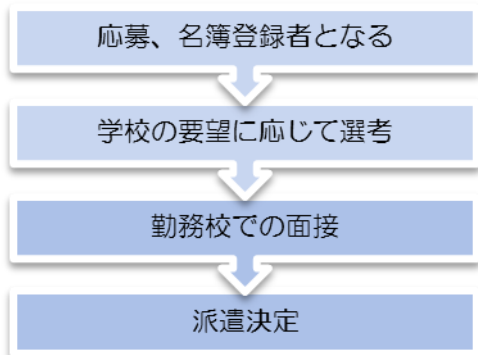 応募、名簿登録者となる
学校の要望に応じて選考
勤務校での面接
派遣決定